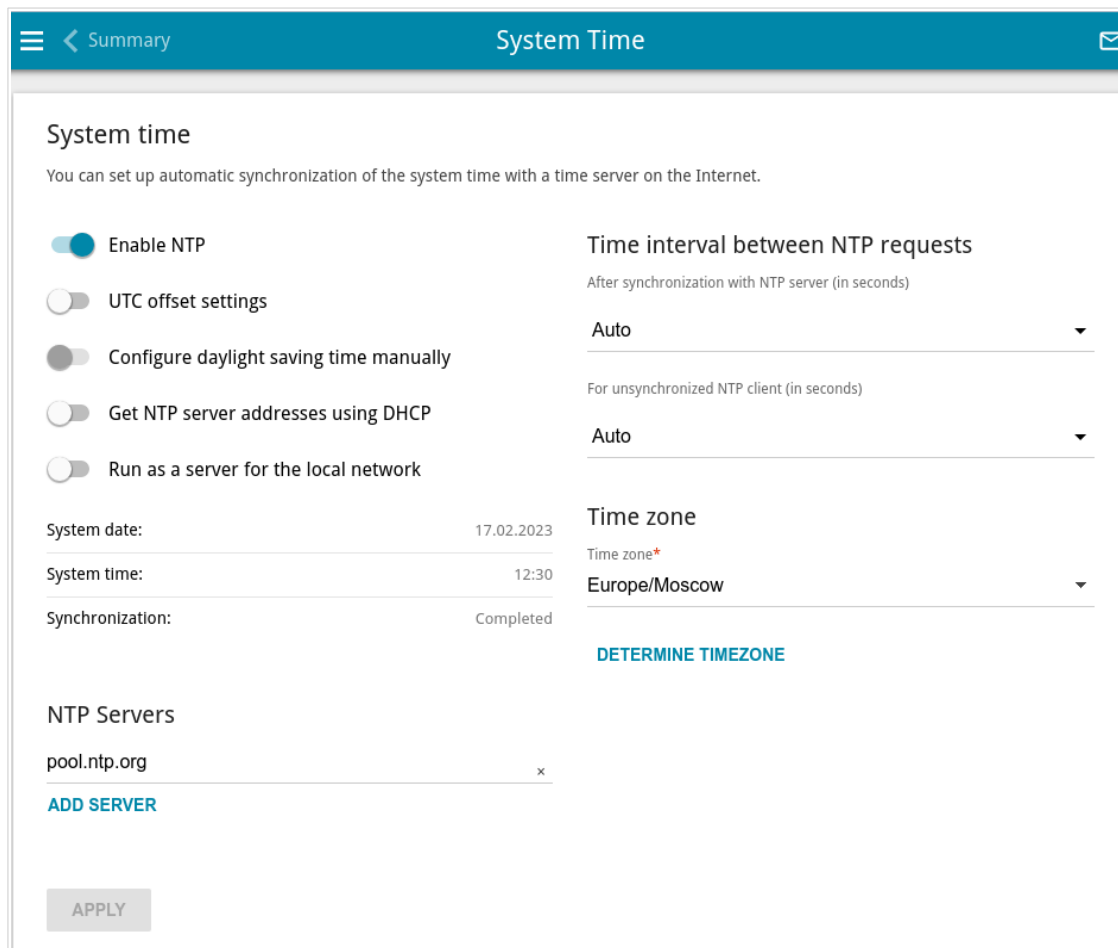 Summary
System Time
System time
You can set up automatic synchronization of the system time with a time server on the Internet.
Enable NTP
UTC offset settings
Configure daylight saving time manually
Get NTP server addresses using DHCP
Run as a server for the local network
System date: 17.02.2023
System time: 12:30
Synchronization: Completed
NTP Servers
pool.ntp.org ×
ADD SERVER
APPLY
Time interval between NTP requests
After synchronization with NTP server (in seconds)
Auto
For unsynchronized NTP client (in seconds)
Auto
Time zone
Time zone*
Europe/Moscow
DETERMINE TIMEZONE